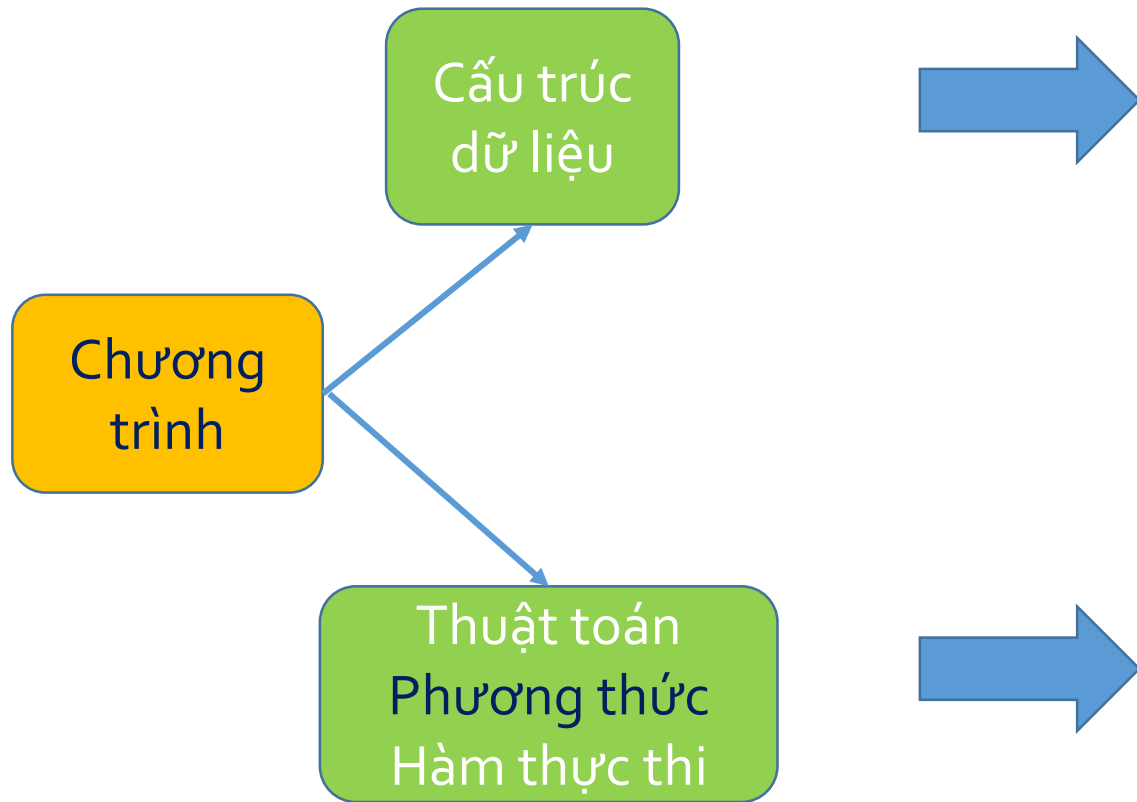 Cấu trúc
dữ liệu
Chương
trình
Thuật toán
Phương thức
Hàm thực thi